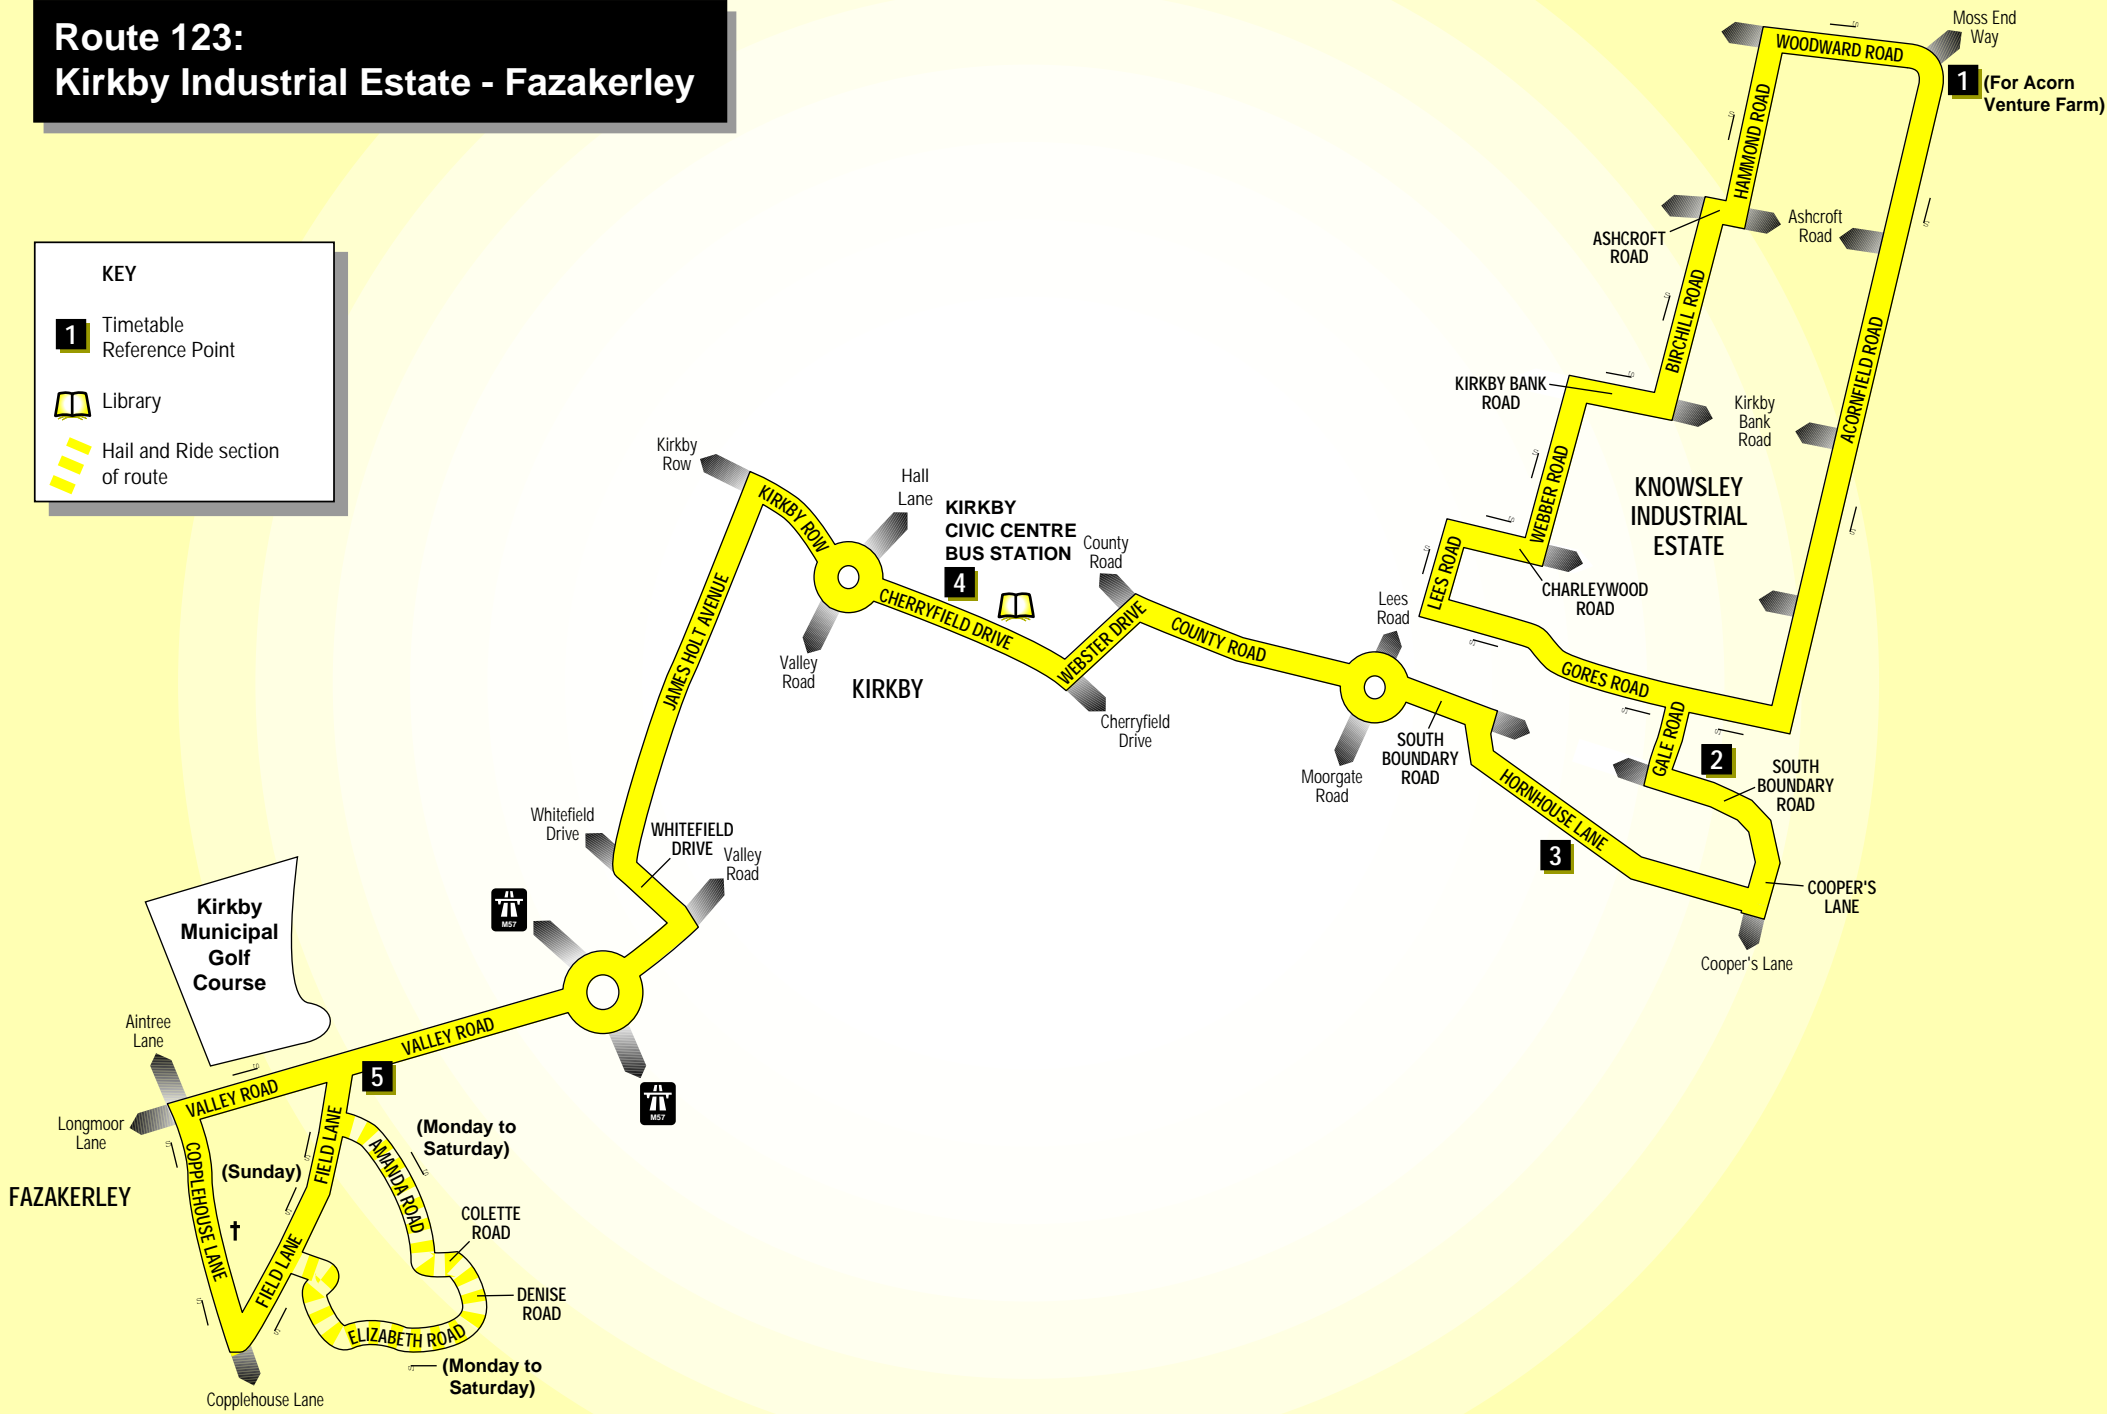 Route 123:
Kirkby Industrial Estate - Fazakerley
KEY
1
Timetable
Reference Point
Library
Hail and Ride section
of route
Moss End
Way
WOODWARD ROAD
1
(For Acorn
Venture Farm)
HAMMOND ROAD
Ashcroft
Road
ASHCROFT
ROAD
BIRCHILL ROAD
ACORNFIELD ROAD
KIRKBY BANK
ROAD
Kirkby
Bank
Road
WEBBER ROAD
KNOWSLEY
INDUSTRIAL
ESTATE
LEES ROAD
CHARLEYWOOD
ROAD
GORES ROAD
GALE ROAD
2
SOUTH
BOUNDARY
ROAD
COOPER'S
LANE
Cooper's Lane
HORNHOUSE LANE
3
SOUTH
BOUNDARY
ROAD
Lees
Road
Moorgate
Road
COUNTY ROAD
County
Road
WEBSTER DRIVE
Cherryfield
Drive
KIRKBY
CIVIC CENTRE
BUS STATION
4
CHERRYFIELD DRIVE
Hall
Lane
Kirkby
Row
KIRKBY ROW
Valley
Road
KIRKBY
JAMES HOLT AVENUE
Whitefield
Drive
WHITEFIELD
DRIVE
Valley
Road
M57
M57
Kirkby
Municipal
Golf
Course
VALLEY ROAD
5
Aintree
Lane
VALLEY ROAD
Longmoor
Lane
FAZAKERLEY
COPPLEHOUSE LANE
(Sunday)
FIELD LANE
FIELD LANE
(Monday to
Saturday)
AMANDA ROAD
COLETTE
ROAD
DENISE
ROAD
ELIZABETH ROAD
(Monday to
Saturday)
Copplehouse Lane